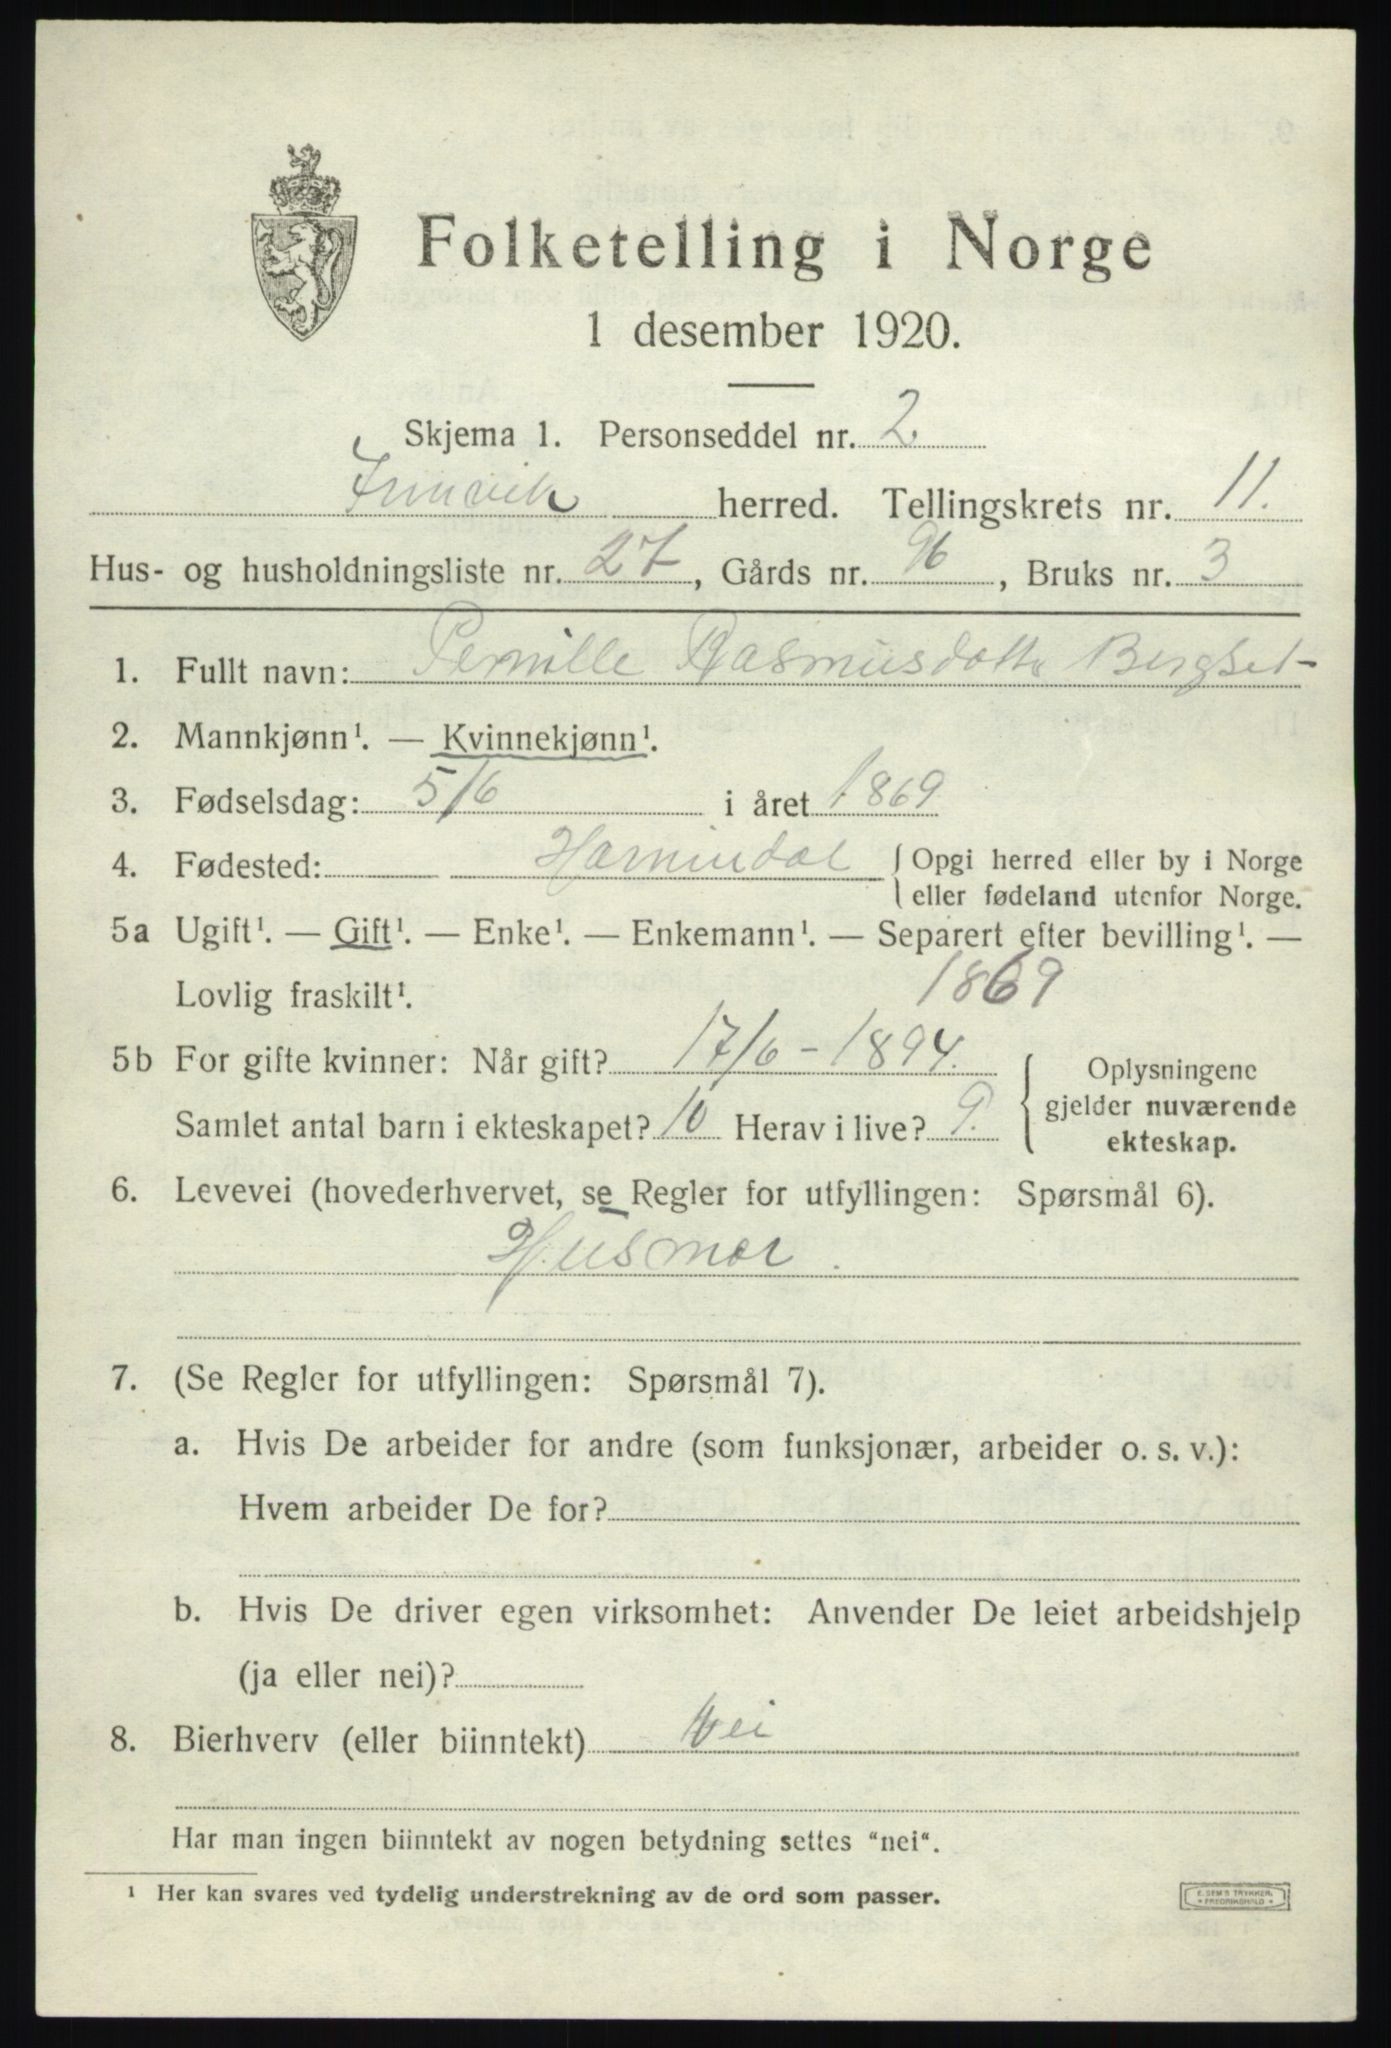 Folketelling i Norge
1 desember 1920.
Skjema 1. Personseddel nr. 2
Innvik herred. Tellingskrets nr. 11.
Hus- og husholdningsliste nr. 27, Gårds nr. 96, Bruks nr. 3
1. Fullt navn: Pernille Rasmusdotter Bergset
2. Mannkjønn¹. — Kvinnekjønn¹.
3. Fødselsdag: 5/6 i året 1869
4. Fødested: Hornindal { Opgi herred eller by i Norge
eller fødeland utenfor Norge.
5a Ugift¹. — Gift¹. — Enke¹. — Enkemann¹. — Separert efter bevilling¹. —
Lovlig fraskilt¹. 1869
5b For gifte kvinner: Når gift? 17/6 - 1894. { Oplysningene
gjelder nuværende
Samlet antal barn i ekteskapet? 10 Herav i live? 9.
ekteskap.
6. Levevei (hovederhvervet, se Regler for utfyllingen: Spørsmål 6).
Husmor.
7. (Se Regler for utfyllingen: Spørsmål 7).
a. Hvis De arbeider for andre (som funksjonær, arbeider o. s. v.):
Hvem arbeider De for?
b. Hvis De driver egen virksomhet: Anvender De leiet arbeidshjelp
(ja eller nei)?
8. Bierhverv (eller biinntekt) Nei
Har man ingen biinntekt av nogen betydning settes "nei".
¹ Her kan svares ved tydelig understrekning av de ord som passer.
E. SEM'S TRYKKERI
FREDRIKSHALD